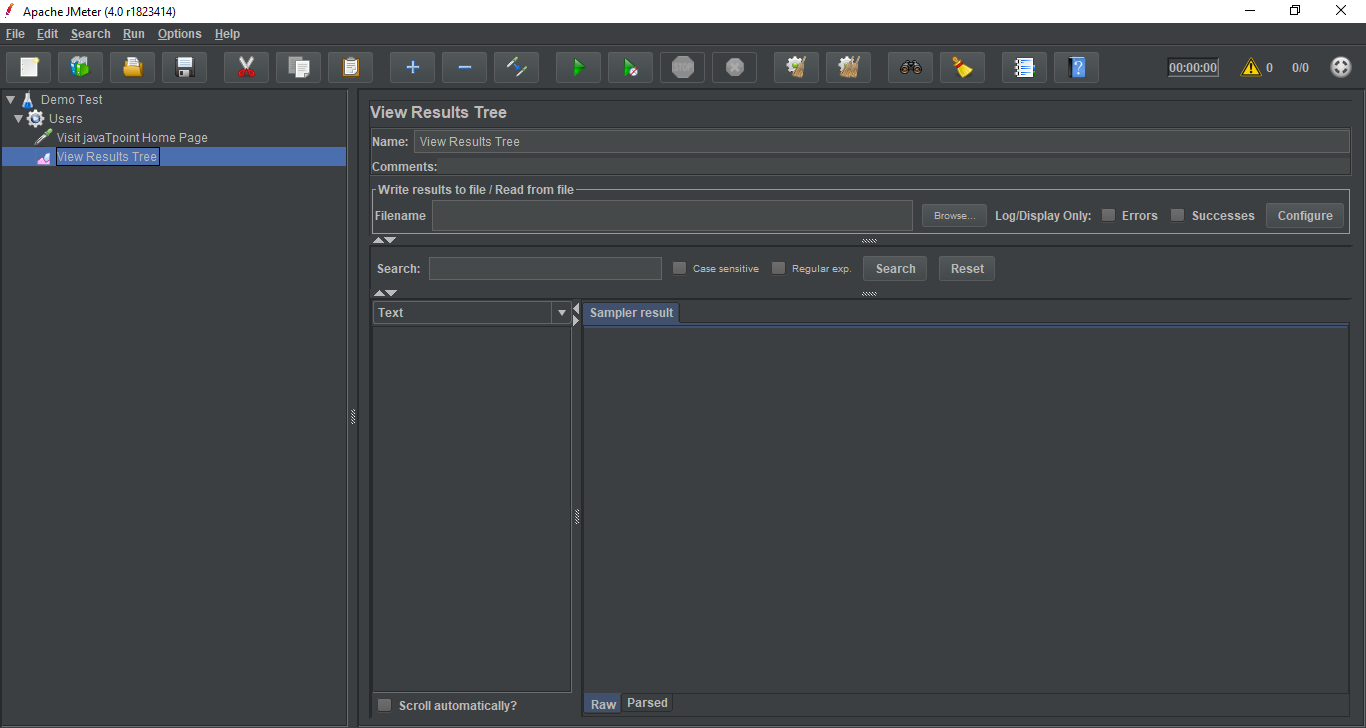 Apache JMeter (4.0 r1823414)
File Edit Search Run Options Help
STOP
00:00:00 0 0/0
Demo Test
Users
Visit javaTpoint Home Page
View Results Tree
View Results Tree
Name: View Results Tree
Comments:
Write results to file / Read from file
Filename Browse... Log/Display Only: Errors Successes Configure
Search: Case sensitive Regular exp. Search Reset
Text
Sampler result
Scroll automatically?
Raw Parsed